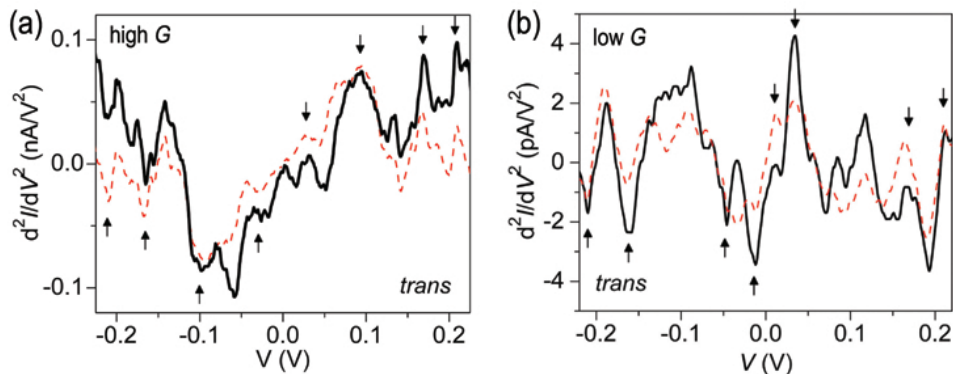 (a)
high G
trans
0.1
0.0
-0.1
d²I/dV² (nA/V²)
-0.2
-0.1
0.0
0.1
0.2
V (V)
(b)
low G
trans
4
2
0
-2
-4
d²I/dV² (pA/V²)
-0.2
-0.1
0.0
0.1
0.2
V (V)